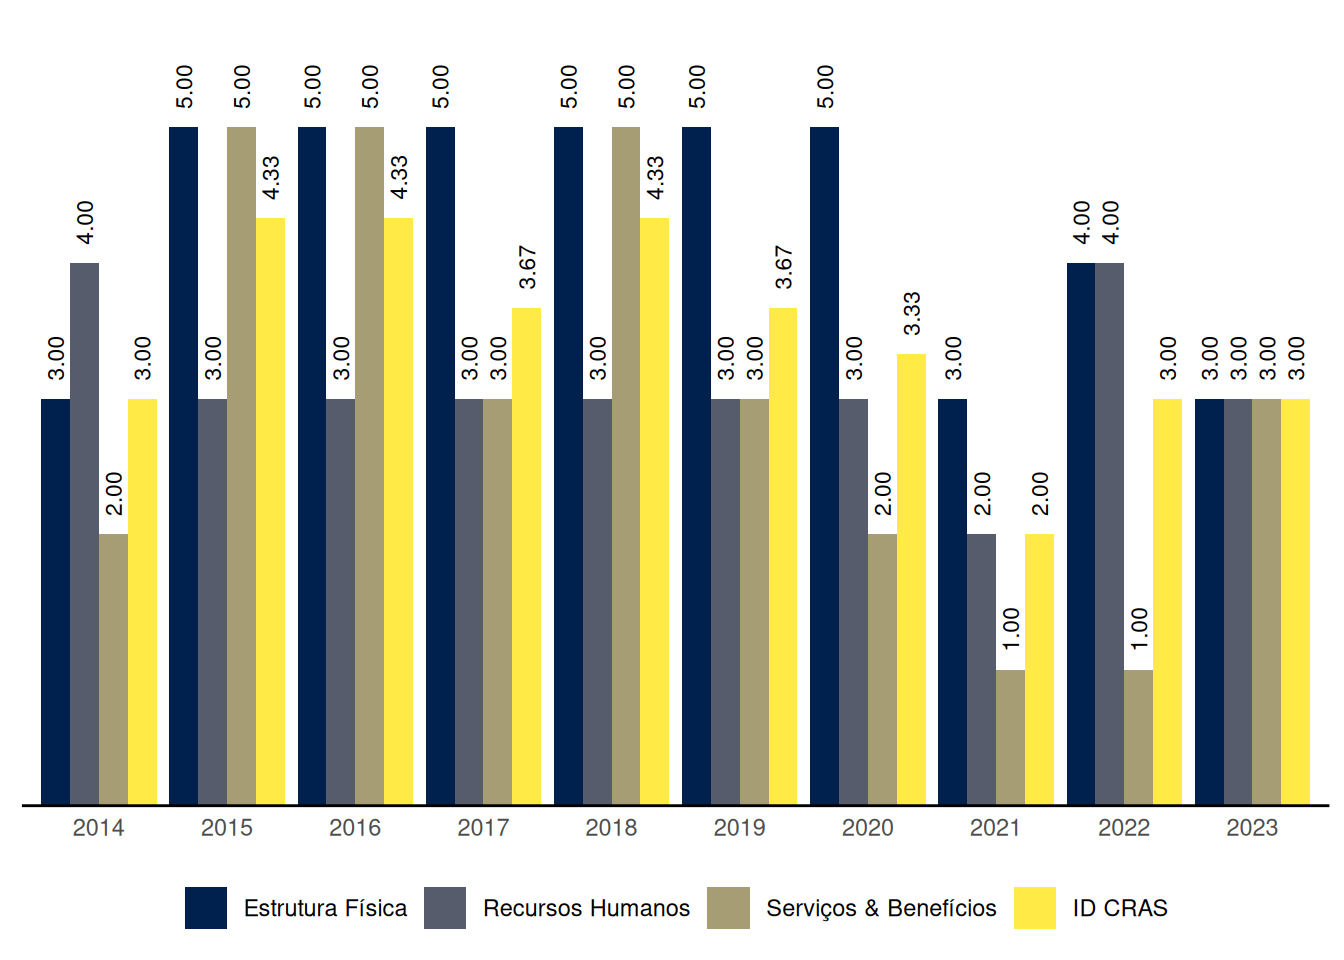 3.00 4.00 2.00 3.00
5.00 3.00 5.00 4.33
5.00 3.00 5.00 4.33
5.00 3.00 3.00 3.67
5.00 3.00 5.00 4.33
5.00 3.00 3.00 3.67
5.00 3.00 2.00 3.33
3.00 2.00 1.00 2.00
4.00 4.00 1.00 3.00
3.00 3.00 3.00 3.00
2014 2015 2016 2017 2018 2019 2020 2021 2022 2023
Estrutura Física Recursos Humanos Serviços & Benefícios ID CRAS